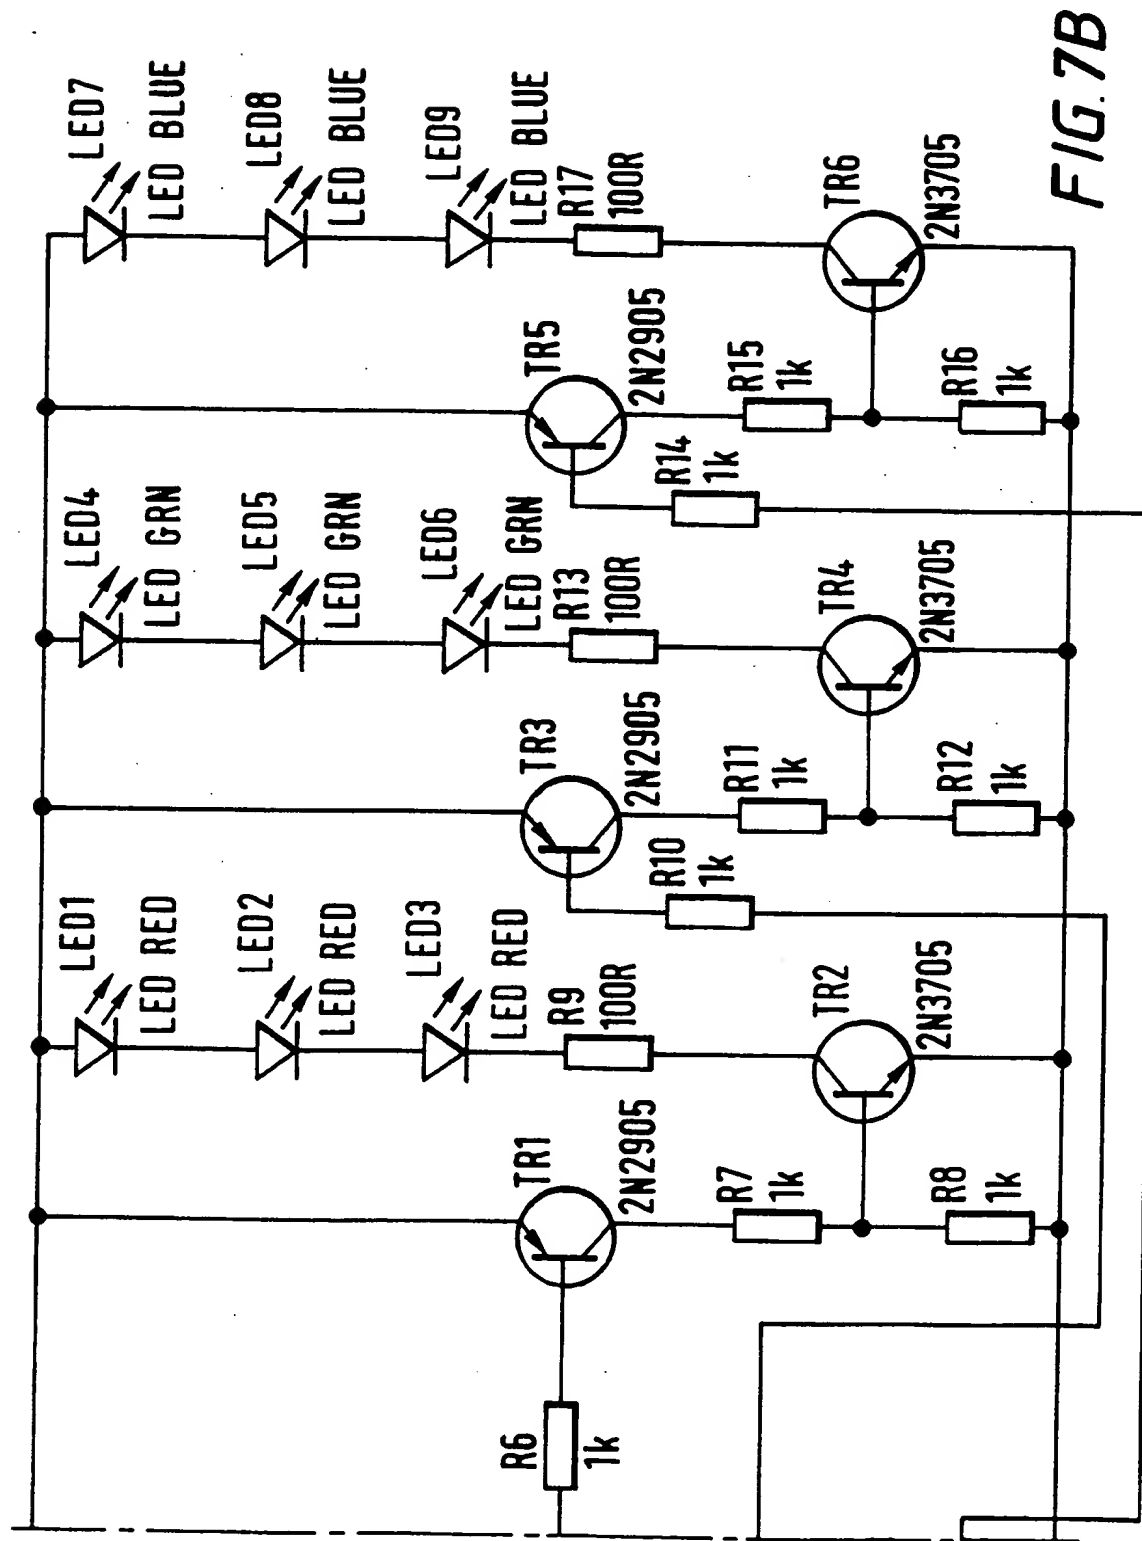 LED1
LED RED
LED2
LED RED
LED3
LED RED
R9
100R
TR1
2N2905
R6
1k
R7
1k
R8
1k
TR2
2N3705
LED4
LED GRN
LED5
LED GRN
LED6
LED GRN
R13
100R
TR3
2N2905
R10
1k
R11
1k
R12
1k
TR4
2N3705
LED7
LED BLUE
LED8
LED BLUE
LED9
LED BLUE
R17
100R
TR5
2N2905
R14
1k
R15
1k
R16
1k
TR6
2N3705
FIG. 7B